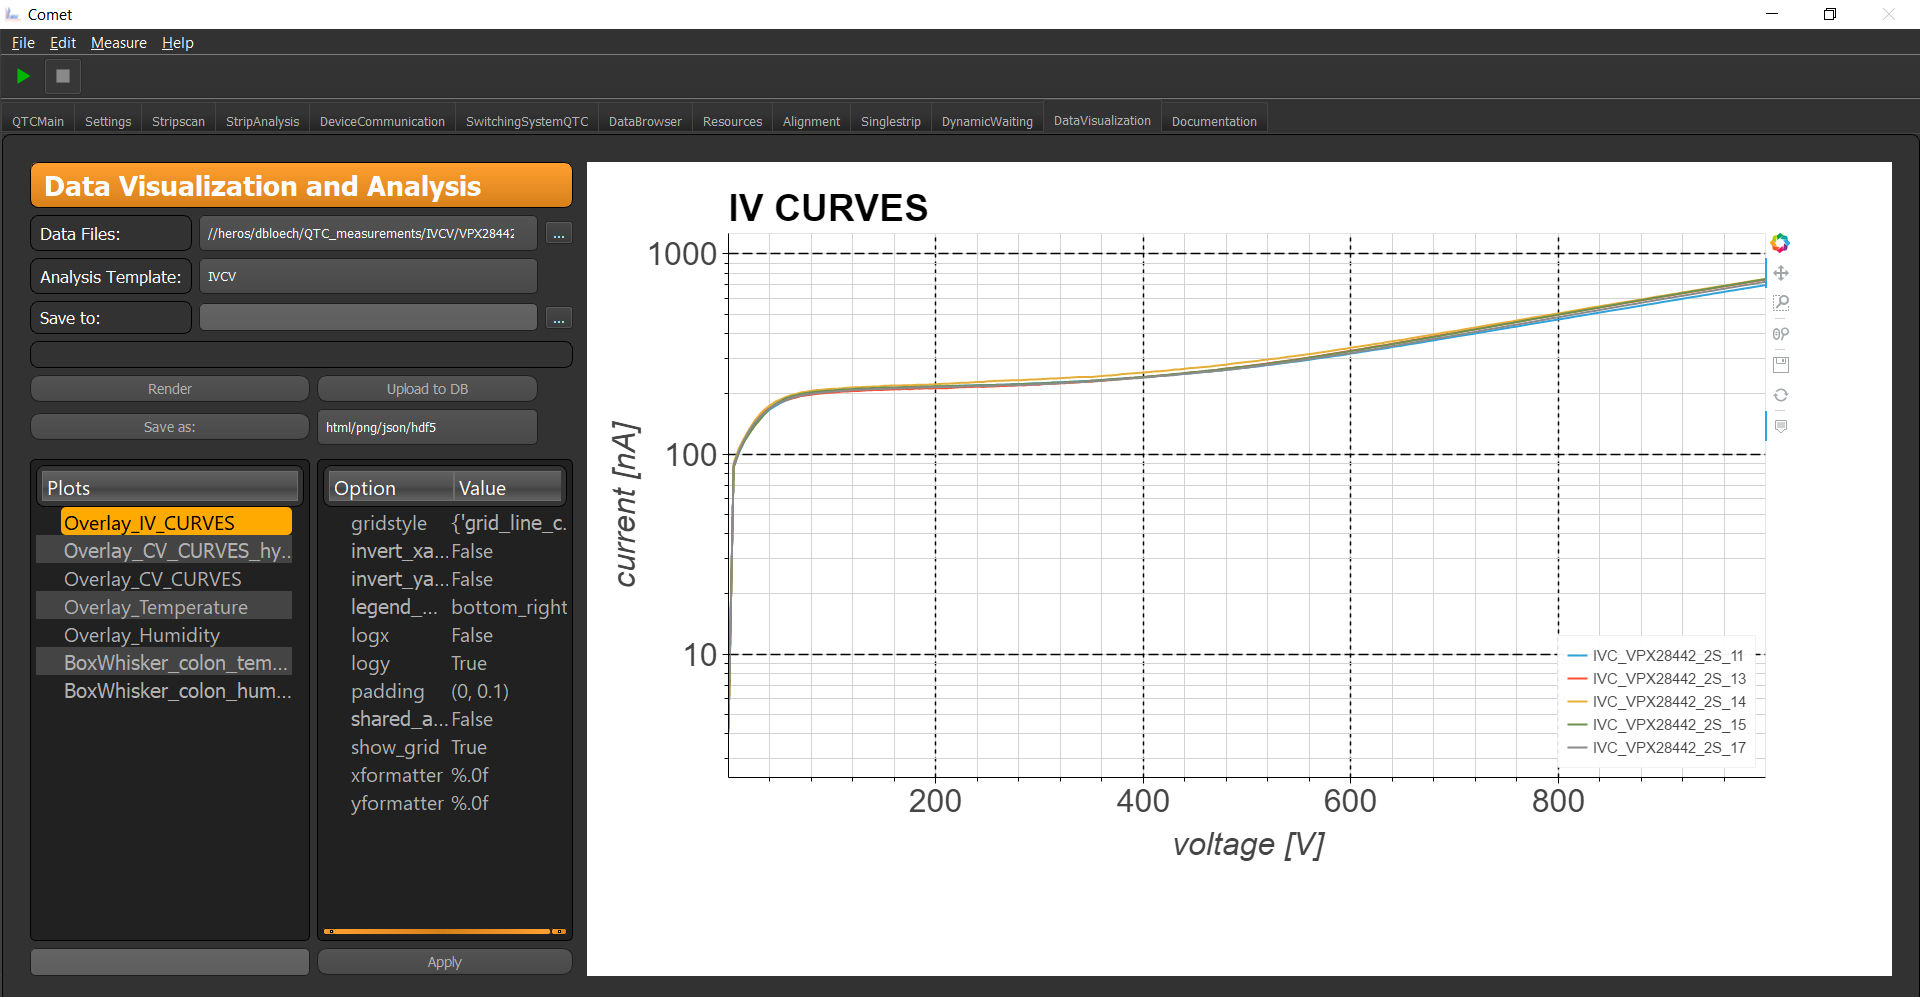 Comet
File Edit Measure Help
QTCMain Settings Stripscan StripAnalysis DeviceCommunication SwitchingSystemQTC DataBrowser Resources Alignment Singlestrip DynamicWaiting DataVisualization Documentation
Data Visualization and Analysis
Data Files: //heros/dbloech/QTC_measurements/IVCV/VPX28442 ...
Analysis Template: IVCV
Save to: ...
Render Upload to DB
Save as: html/png/json/hdf5
Plots
Overlay_IV_CURVES
Overlay_CV_CURVES_hy...
Overlay_CV_CURVES
Overlay_Temperature
Overlay_Humidity
BoxWhisker_colon_tem...
BoxWhisker_colon_hum...
Option Value
gridstyle {'grid_line_c...
invert_xa... False
invert_ya... False
legend_... bottom_right
logx False
logy True
padding (0, 0.1)
shared_a... False
show_grid True
xformatter %.0f
yformatter %.0f
Apply
IV CURVES
1000
100
10
current [nA]
200 400 600 800
voltage [V]
IVC_VPX28442_2S_11
IVC_VPX28442_2S_13
IVC_VPX28442_2S_14
IVC_VPX28442_2S_15
IVC_VPX28442_2S_17